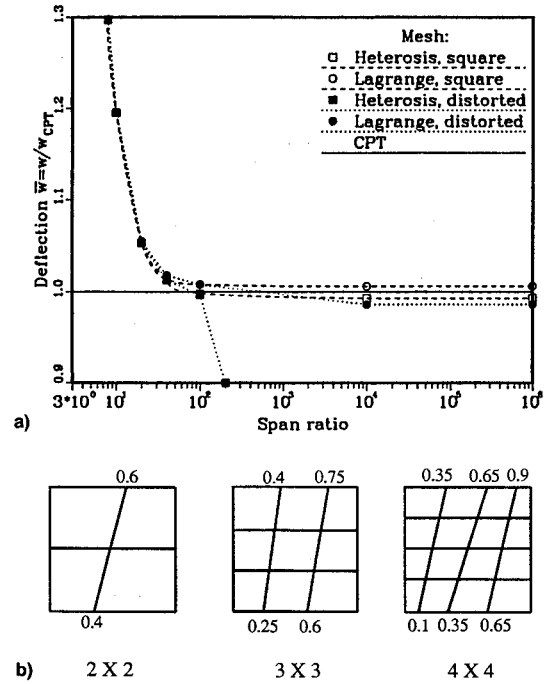 a)
1.3
1.2
1.1
1.0
0.9
Deflection w̅=w/w_CPT
Mesh:
Heterosis, square
Lagrange, square
Heterosis, distorted
Lagrange, distorted
CPT
3*10⁰ 10¹ 10² 10³ 10⁴ 10⁵ 10⁶
Span ratio
0.6 0.4 0.75 0.35 0.65 0.9
0.4 0.25 0.6 0.1 0.35 0.65
b) 2 X 2 3 X 3 4 X 4